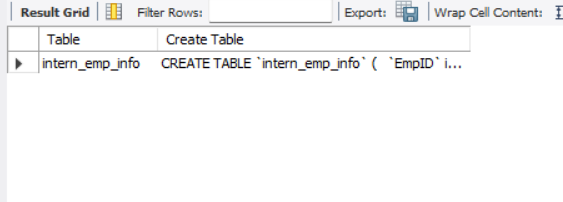 Result Grid Filter Rows: Export: Wrap Cell Content:
Table Create Table
intern_emp_info CREATE TABLE `intern_emp_info` ( `EmpID` i...